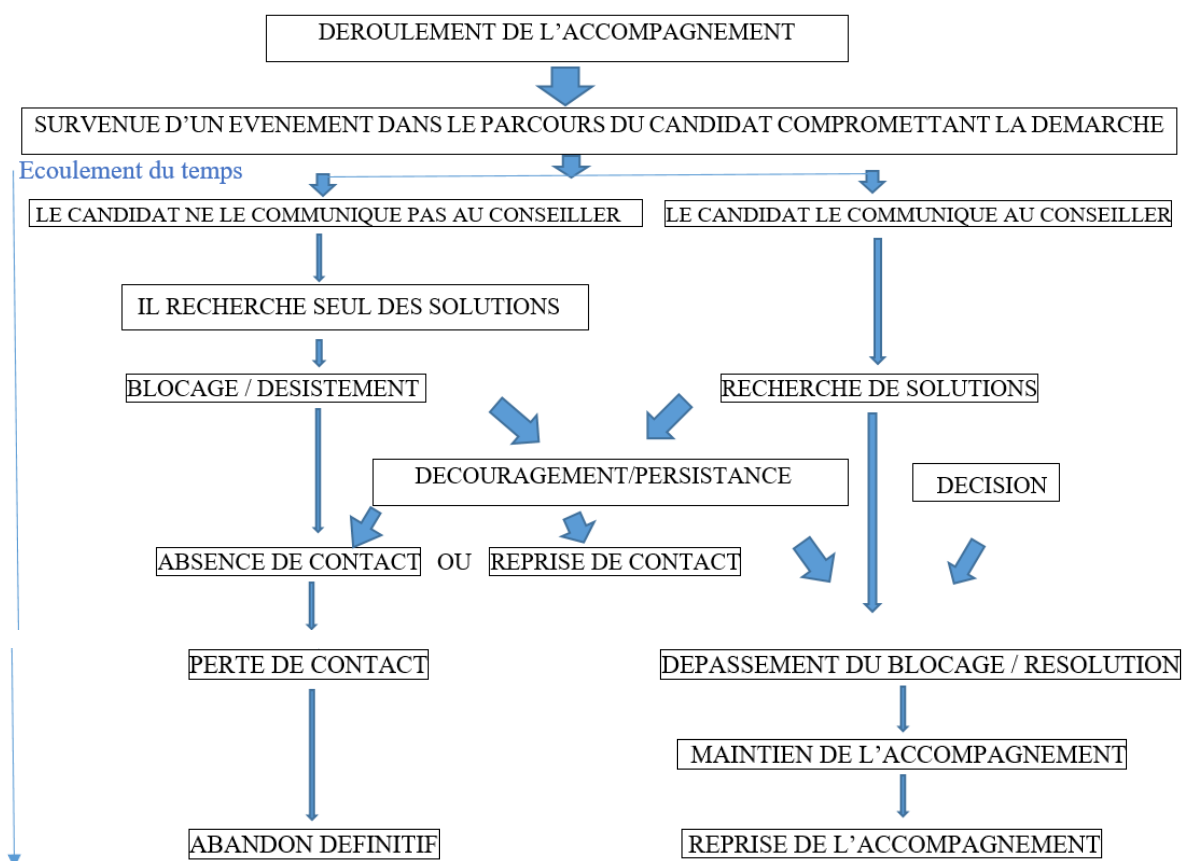 DEROULEMENT DE L’ACCOMPAGNEMENT
SURVENUE D’UN EVENEMENT DANS LE PARCOURS DU CANDIDAT COMPROMETTANT LA DEMARCHE
Ecoulement du temps
LE CANDIDAT NE LE COMMUNIQUE PAS AU CONSEILLER
LE CANDIDAT LE COMMUNIQUE AU CONSEILLER
IL RECHERCHE SEUL DES SOLUTIONS
BLOCAGE / DESISTEMENT
RECHERCHE DE SOLUTIONS
DECOURAGEMENT/PERSISTANCE
DECISION
ABSENCE DE CONTACT OU REPRISE DE CONTACT
PERTE DE CONTACT
DEPASSEMENT DU BLOCAGE / RESOLUTION
MAINTIEN DE L’ACCOMPAGNEMENT
ABANDON DEFINITIF
REPRISE DE L’ACCOMPAGNEMENT